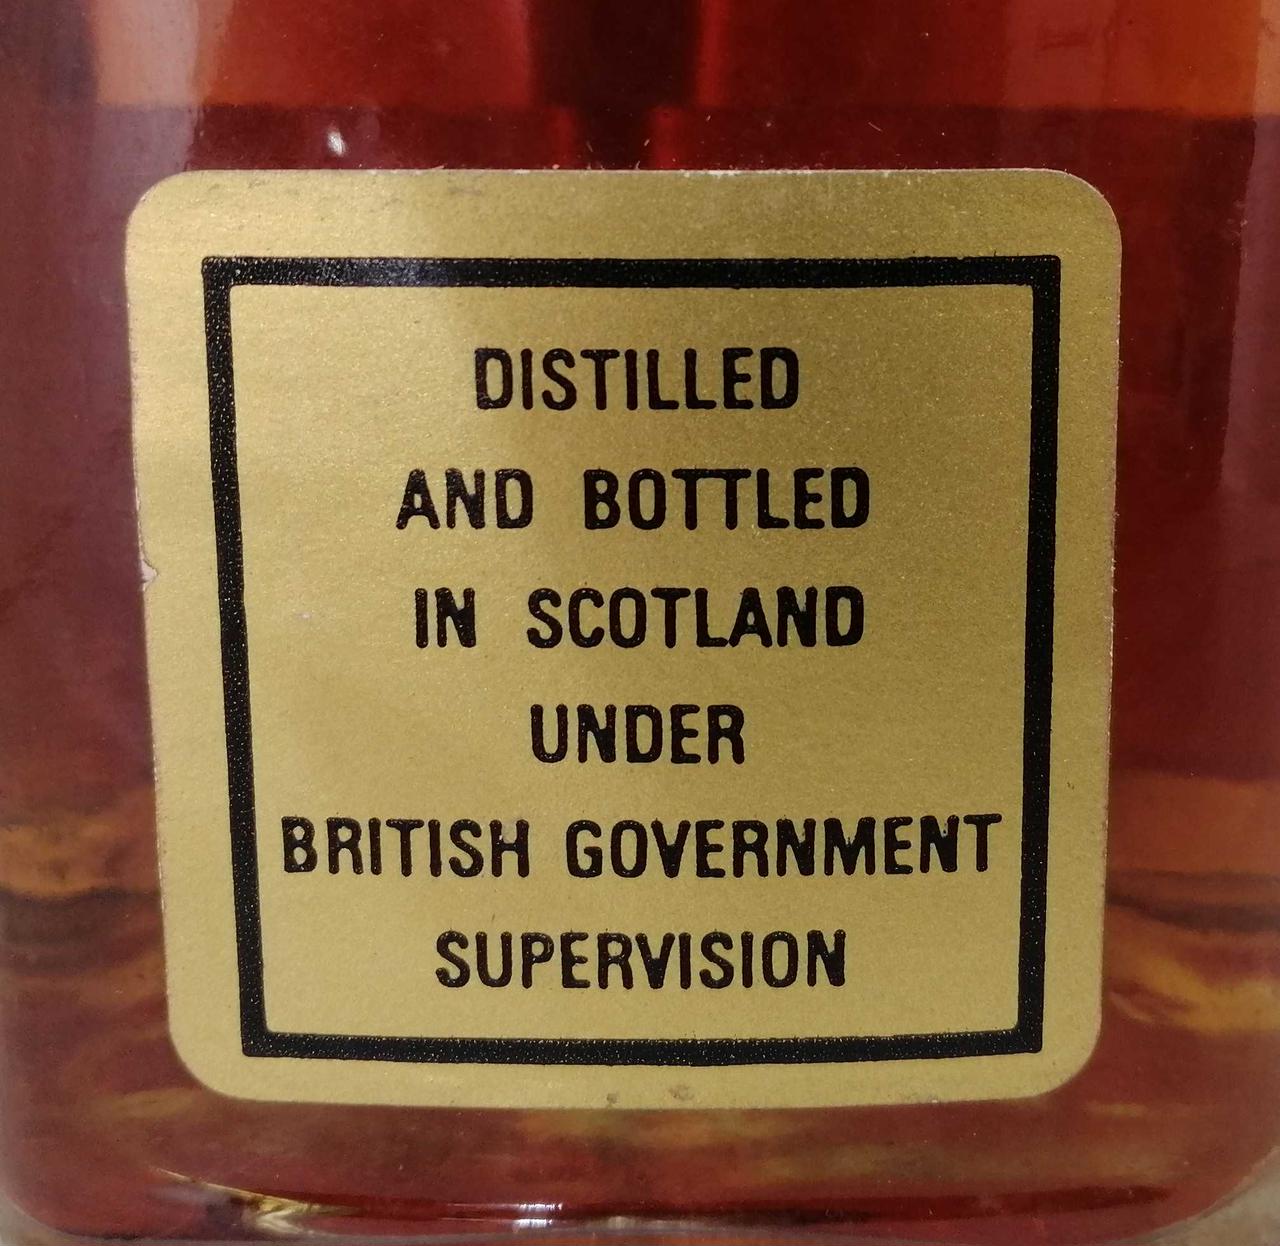 DISTILLED
AND BOTTLED
IN SCOTLAND
UNDER
BRITISH GOVERNMENT
SUPERVISION